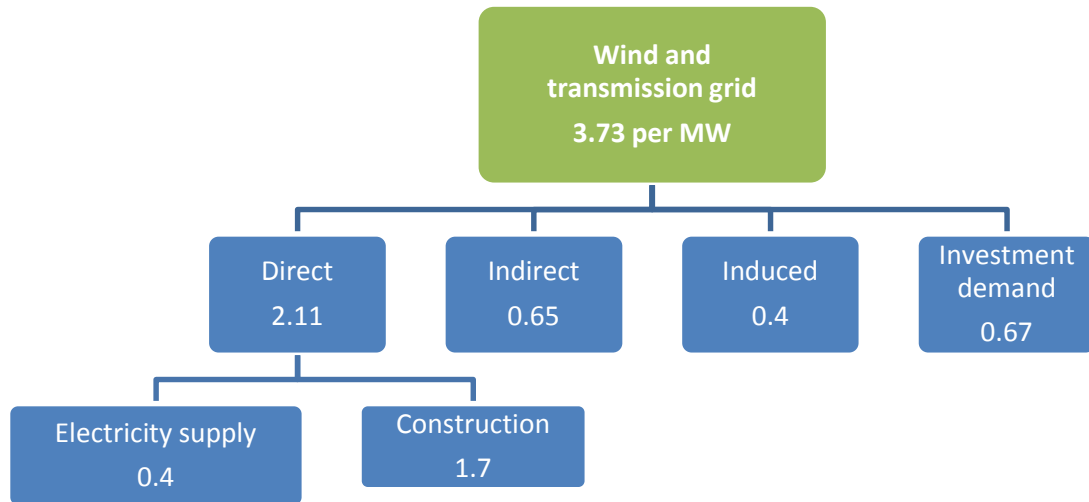 Wind and
transmission grid
3.73 per MW
Direct
2.11
Indirect
0.65
Induced
0.4
Investment
demand
0.67
Electricity supply
0.4
Construction
1.7